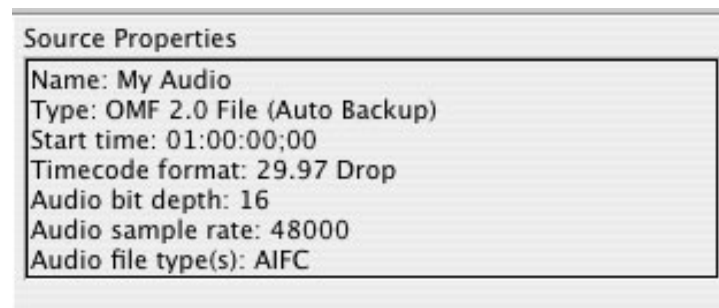 Source Properties
Name: My Audio
Type: OMF 2.0 File (Auto Backup)
Start time: 01:00:00;00
Timecode format: 29.97 Drop
Audio bit depth: 16
Audio sample rate: 48000
Audio file type(s): AIFC